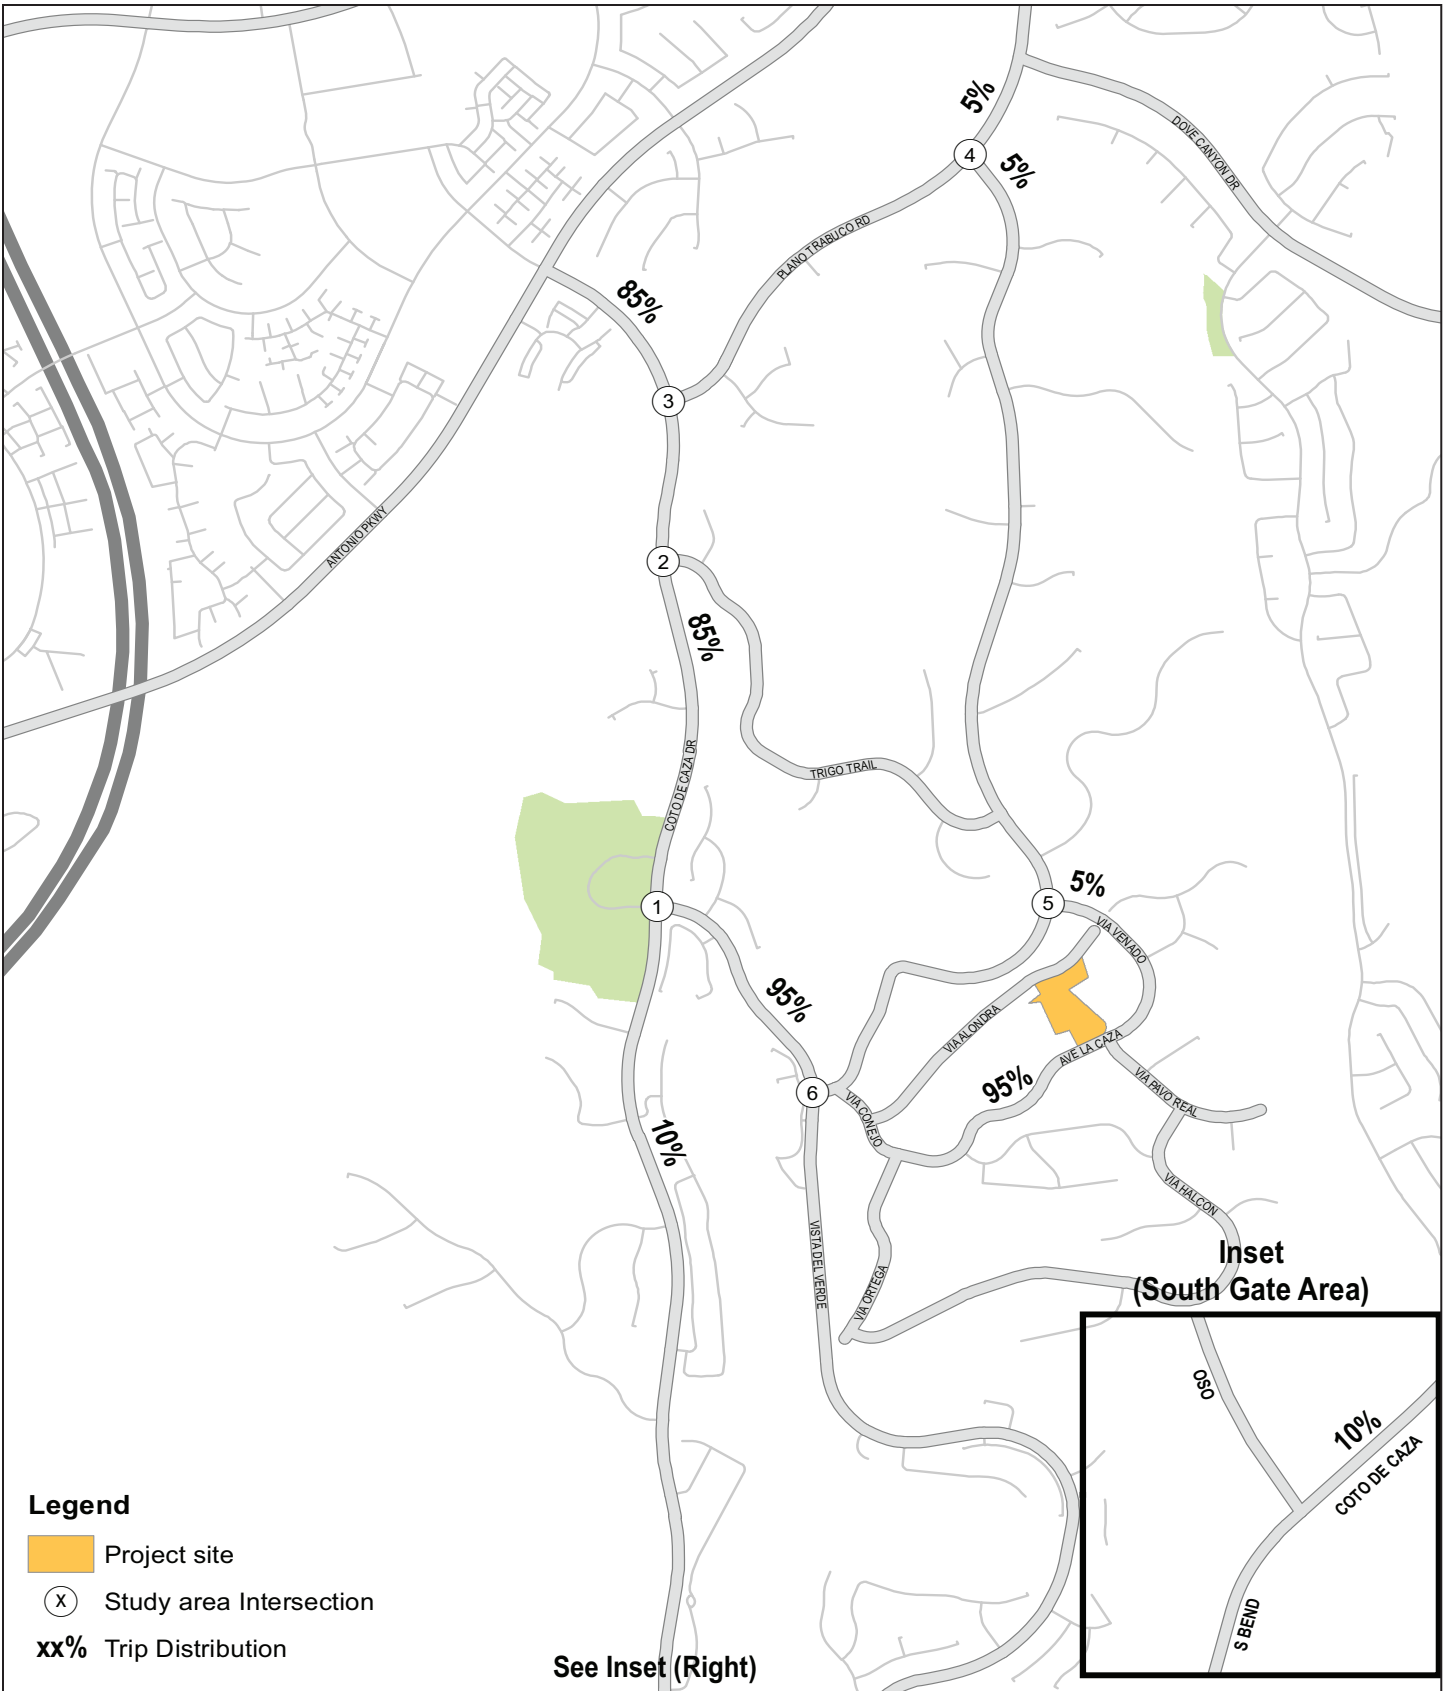 5%
4
5%
DOVE CANYON DR
PLANO TRABUCO RD
85%
3
ANTONIO PKWY
2
85%
TRIGO TRAIL
COTO DE CAZA DR
1
5%
5
VIA VENADO
95%
VIA ALONDRA
AVE LA CAZA
95%
6
VIA CONEJO
VIA PAVO REAL
10%
VIA HALCON
VISTA DEL VERDE
VIA ORTEGA
Inset
(South Gate Area)
OSO
10%
COTO DE CAZA
S BEND
Legend
Project site
X Study area Intersection
xx% Trip Distribution
See Inset (Right)